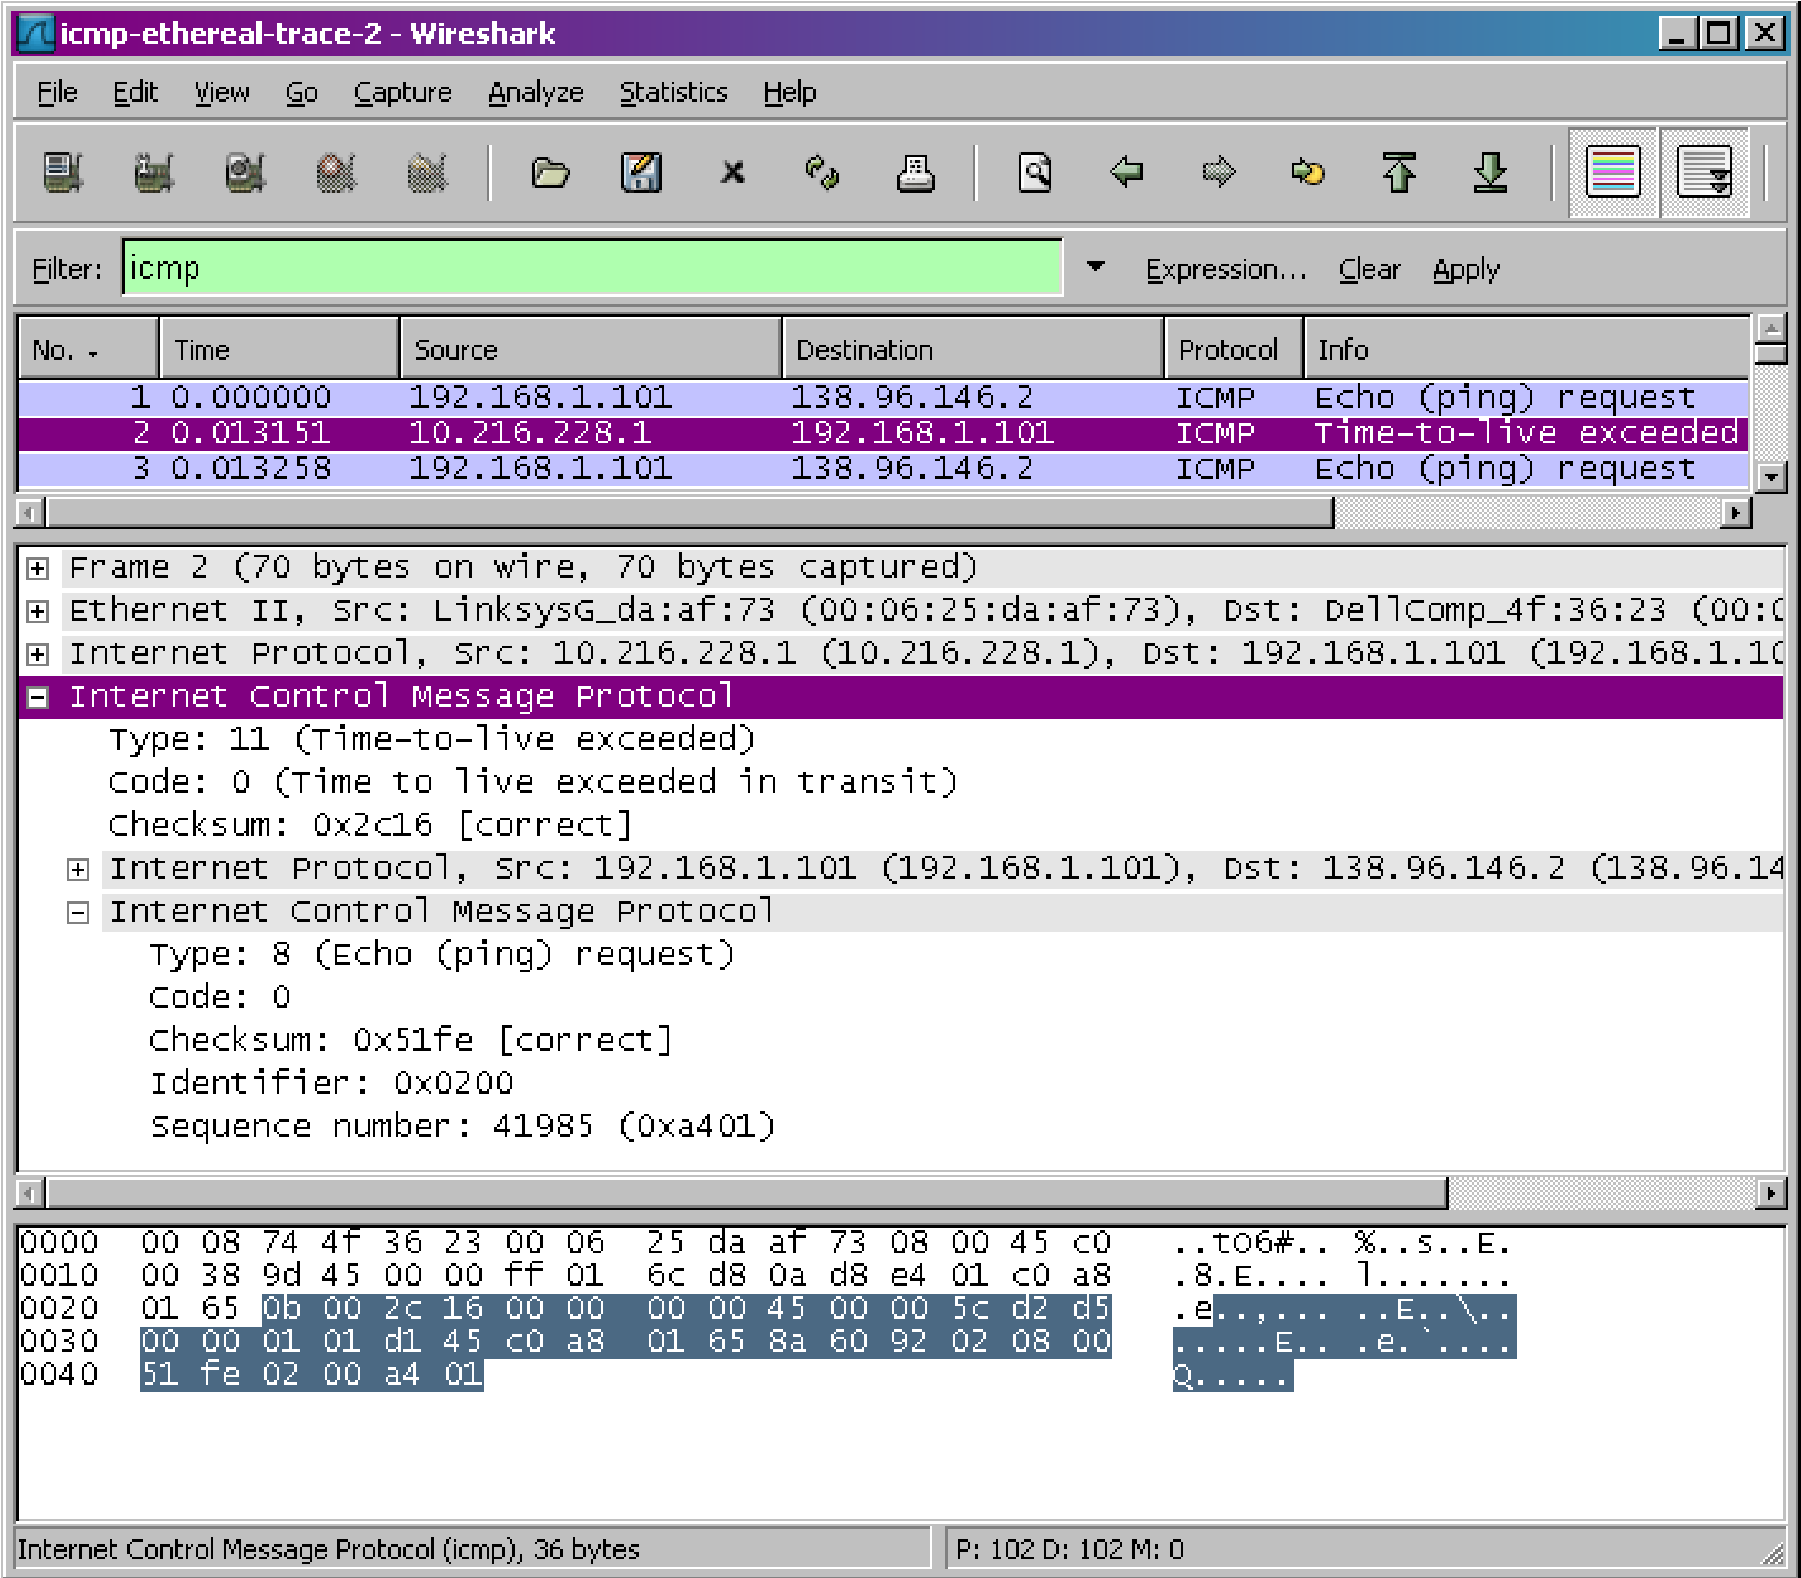 icmp-ethereal-trace-2 - Wireshark
File Edit View Go Capture Analyze Statistics Help
Filter: icmp Expression... Clear Apply
No. Time Source Destination Protocol Info
1 0.000000 192.168.1.101 138.96.146.2 ICMP Echo (ping) request
2 0.013151 10.216.228.1 192.168.1.101 ICMP Time-to-live exceeded
3 0.013258 192.168.1.101 138.96.146.2 ICMP Echo (ping) request
Frame 2 (70 bytes on wire, 70 bytes captured)
Ethernet II, Src: LinksysG_da:af:73 (00:06:25:da:af:73), Dst: DellComp_4f:36:23 (00:0
Internet Protocol, Src: 10.216.228.1 (10.216.228.1), Dst: 192.168.1.101 (192.168.1.10
Internet Control Message Protocol
Type: 11 (Time-to-live exceeded)
Code: 0 (Time to live exceeded in transit)
Checksum: 0x2c16 [correct]
Internet Protocol, Src: 192.168.1.101 (192.168.1.101), Dst: 138.96.146.2 (138.96.14
Internet Control Message Protocol
Type: 8 (Echo (ping) request)
Code: 0
Checksum: 0x51fe [correct]
Identifier: 0x0200
Sequence number: 41985 (0xa401)
0000 00 08 74 4f 36 23 00 06 25 da af 73 08 00 45 c0 ..tO6#.. %..s..E.
0010 00 38 9d 45 00 00 ff 01 6c d8 0a d8 e4 01 c0 a8 .8.E.... l.......
0020 01 65 0b 00 2c 16 00 00 00 00 45 00 00 5c d2 d5 .e..,... ..E..\..
0030 00 00 01 01 d1 45 c0 a8 01 65 8a 60 92 02 08 00 .....E.. .e.`....
0040 51 fe 02 00 a4 01 Q.....
Internet Control Message Protocol (icmp), 36 bytes P: 102 D: 102 M: 0